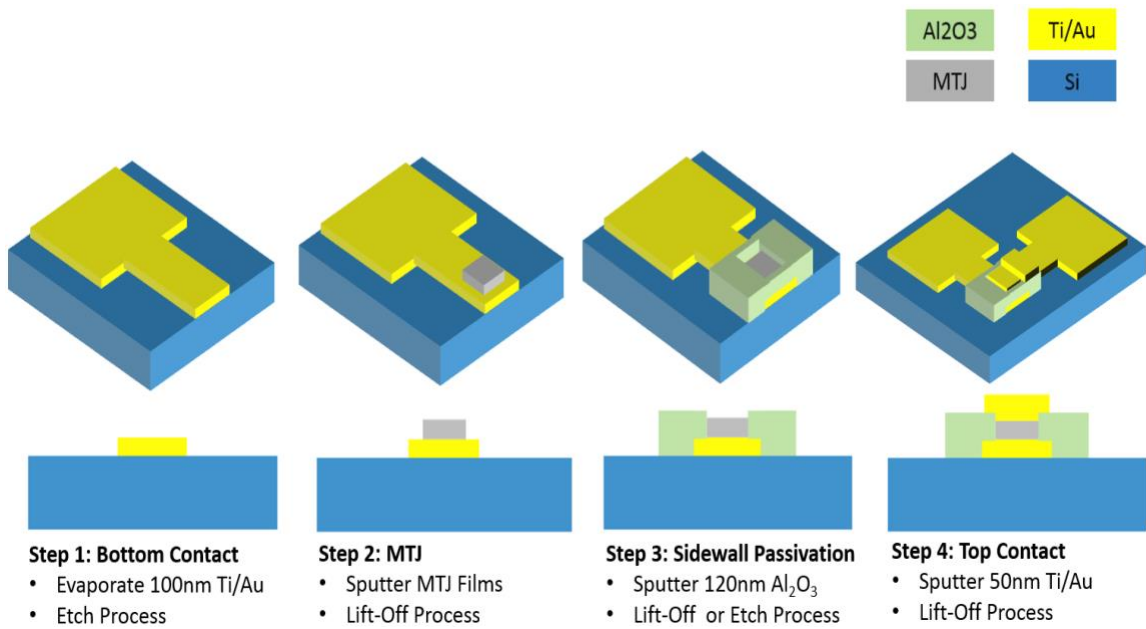 Al2O3 Ti/Au
MTJ Si
Step 1: Bottom Contact
• Evaporate 100nm Ti/Au
• Etch Process
Step 2: MTJ
• Sputter MTJ Films
• Lift-Off Process
Step 3: Sidewall Passivation
• Sputter 120nm Al₂O₃
• Lift-Off or Etch Process
Step 4: Top Contact
• Sputter 50nm Ti/Au
• Lift-Off Process